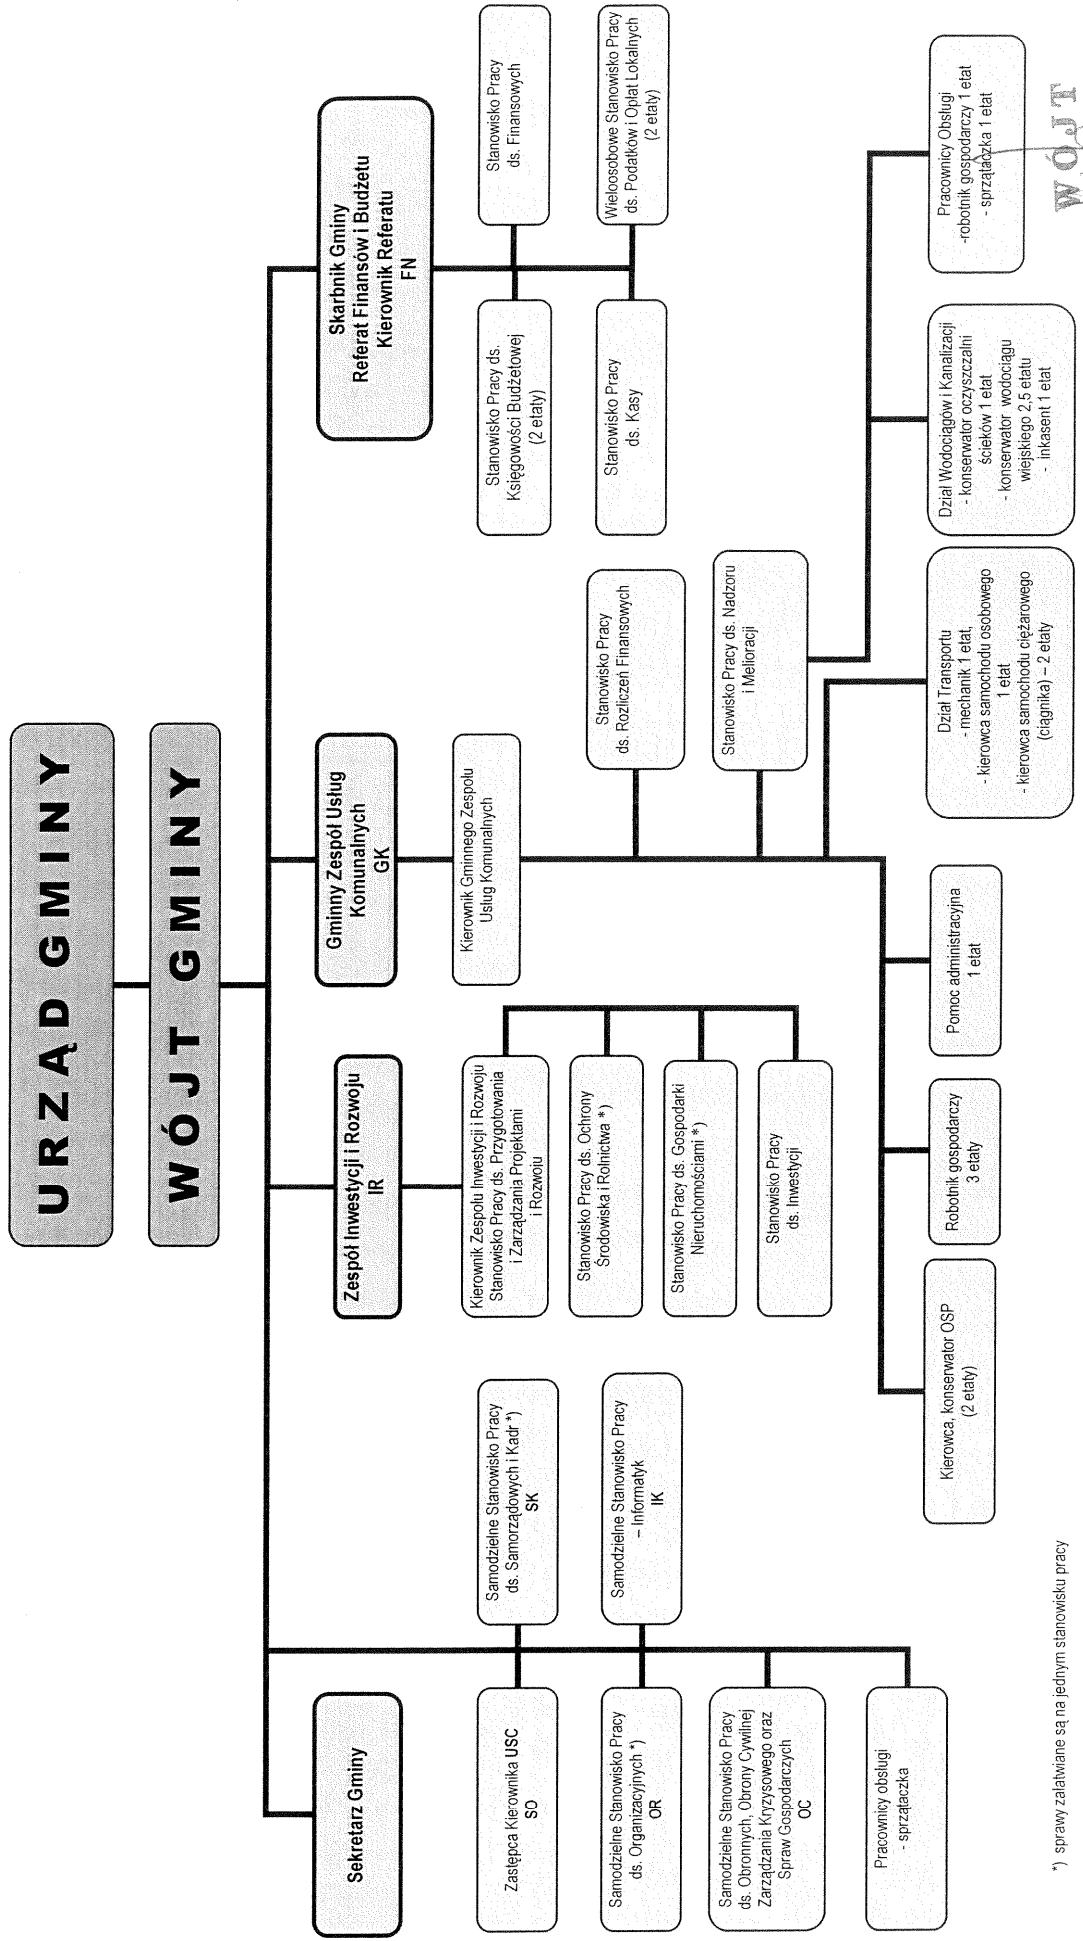 URZĄD GMINY
WÓJT GMINY
Sekretarz Gminy
Zastępca Kierownika USC
SO
Samodzielne Stanowisko Pracy
ds. Organizacyjnych *)
OR
Samodzielne Stanowisko Pracy
ds. Obronnych, Obrony Cywilnej
Zarządzania Kryzysowego oraz
Spraw Gospodarczych
OC
Pracownicy obsługi
- sprzątaczka
Samodzielne Stanowisko Pracy
ds. Samorządowych i Kadr *)
SK
Samodzielne Stanowisko Pracy
– Informatyk
IK
Zespół Inwestycji i Rozwoju
IR
Kierownik Zespołu Inwestycji i Rozwoju
Stanowisko Pracy ds. Przygotowania
i Zarządzania Projektami
i Rozwoju
Stanowisko Pracy ds. Ochrony
Środowiska i Rolnictwa *)
Stanowisko Pracy ds. Gospodarki
Nieruchomościami *)
Stanowisko Pracy
ds. Inwestycji
Gminny Zespół Usług
Komunalnych
GK
Kierownik Gminnego Zespołu
Usług Komunalnych
Stanowisko Pracy
ds. Rozliczeń Finansowych
Stanowisko Pracy ds. Nadzoru
i Melioracji
Kierowca, konserwator OSP
(2 etaty)
Robotnik gospodarczy
3 etaty
Pomoc administracyjna
1 etat
Dział Transportu
- mechanik 1 etat,
- kierowca samochodu osobowego
1 etat
- kierowca samochodu ciężarowego
(ciągnika) – 2 etaty
Dział Wodociągów i Kanalizacji
- konserwator oczyszczalni
ścieków 1 etat
- konserwator wodociągu
wiejskiego 2,5 etatu
- inkasent 1 etat
Pracownicy Obsługi
-robotnik gospodarczy 1 etat
- sprzątaczka 1 etat
Skarbnik Gminy
Referat Finansów i Budżetu
Kierownik Referatu
FN
Stanowisko Pracy ds.
Księgowości Budżetowej
(2 etaty)
Stanowisko Pracy
ds. Kasy
Stanowisko Pracy
ds. Finansowych
Wieloosobowe Stanowisko Pracy
ds. Podatków i Opłat Lokalnych
(2 etaty)
*) sprawy załatwiane są na jednym stanowisku pracy
WÓJT